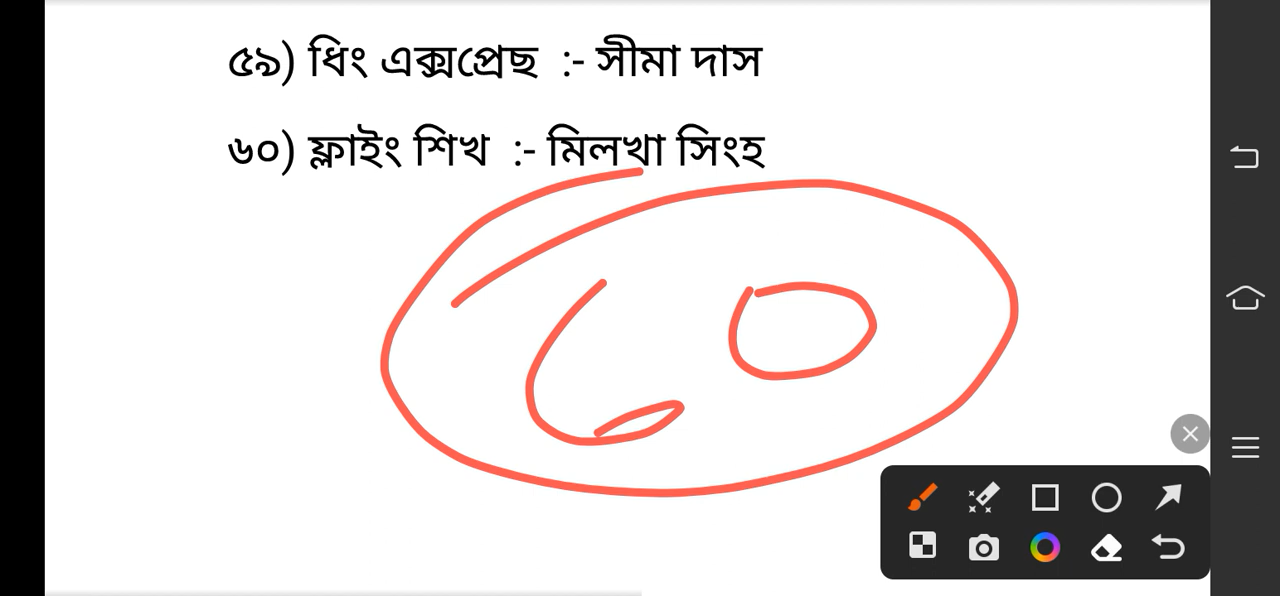 ৫৯) ধিং এক্সপ্ৰেছ :- সীমা দাস
৬০) ফ্লাইং শিখ :- মিলখা সিংহ
60